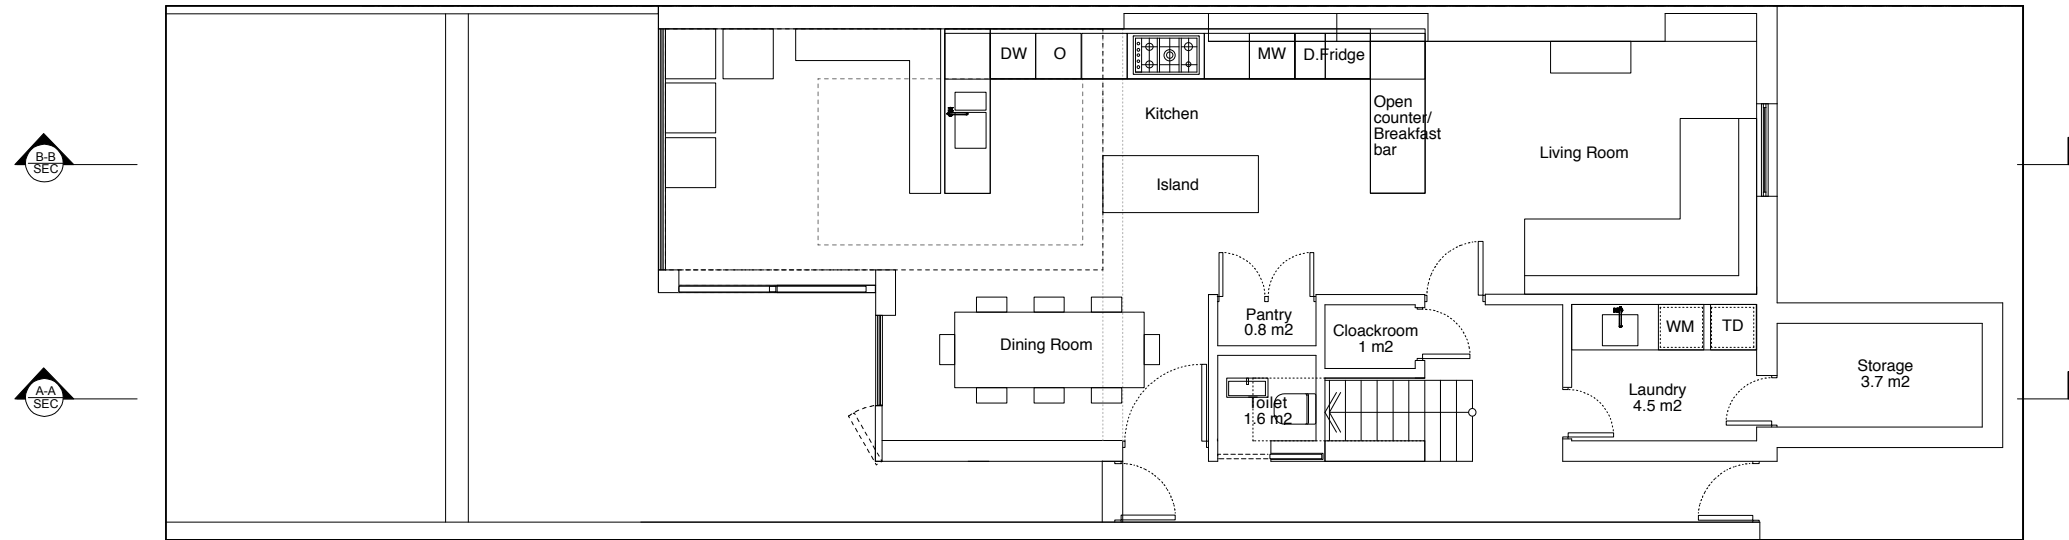 DW
O
MW
D.Fridge
Kitchen
Open
counter/
Breakfast
bar
B-B
SEC
Living Room
Island
Pantry
0.8 m2
Cloackroom
1 m2
WM
TD
Dining Room
Storage
3.7 m2
A-A
SEC
Laundry
4.5 m2
Toilet
1.6 m2